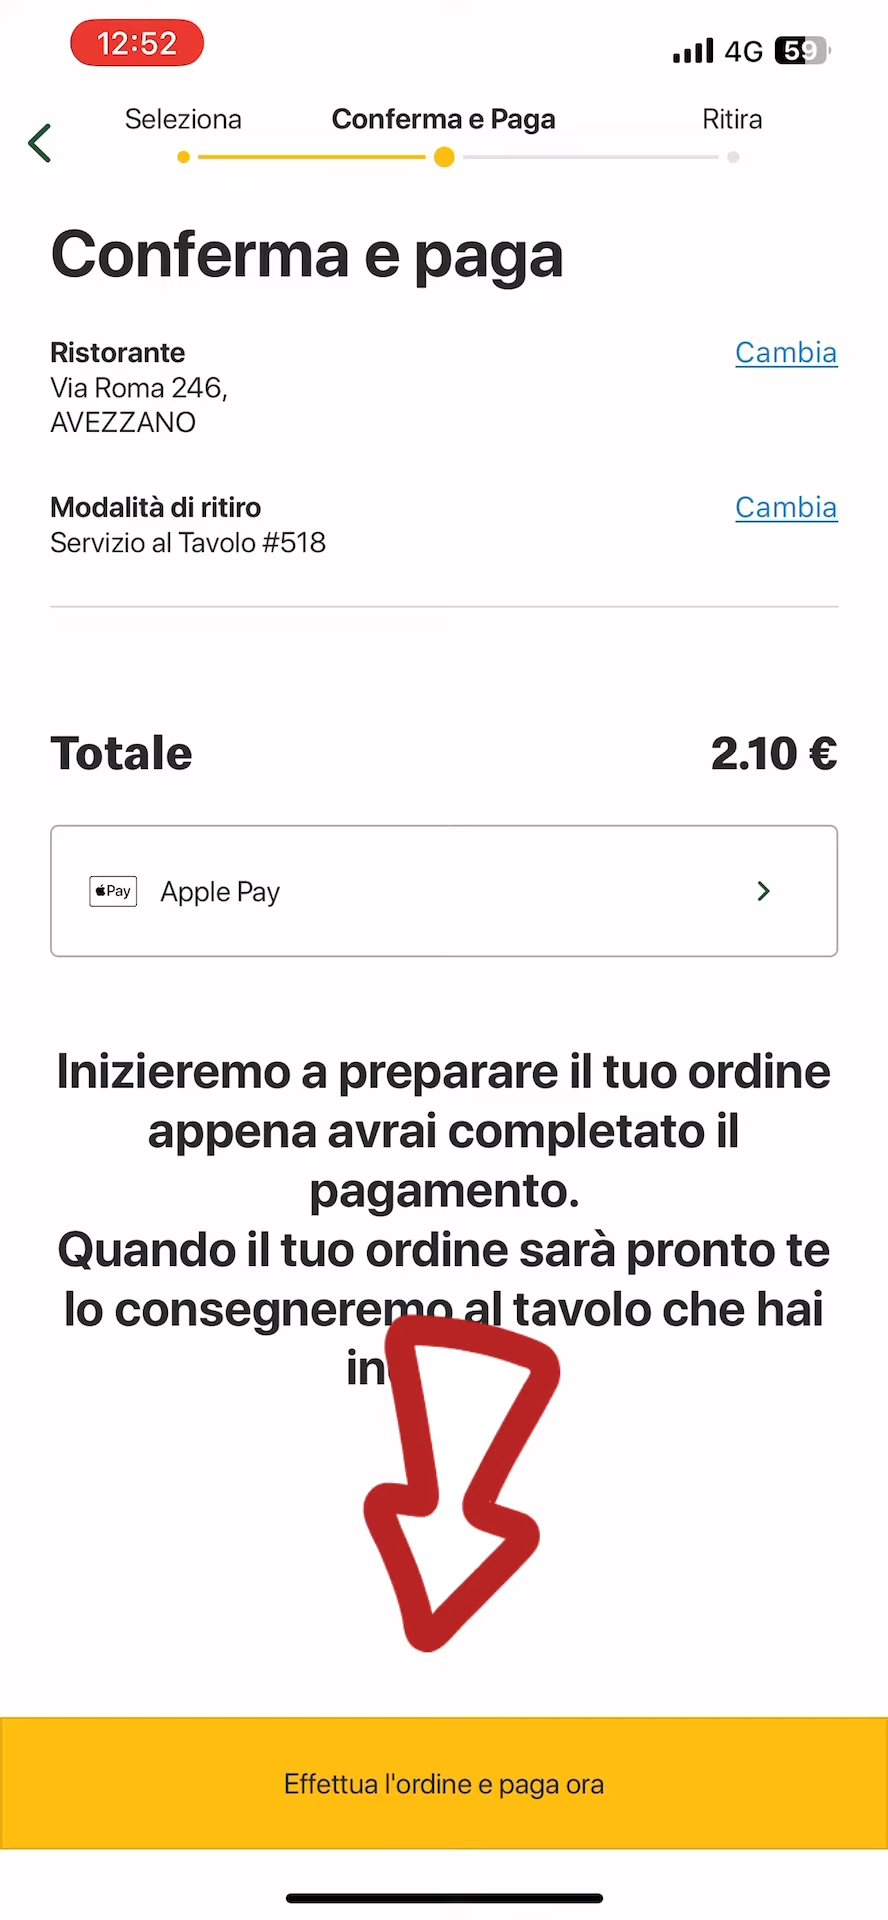 12:52
4G 59
Seleziona Conferma e Paga Ritira
Conferma e paga
Ristorante Cambia
Via Roma 246,
AVEZZANO
Modalità di ritiro Cambia
Servizio al Tavolo #518
Totale 2.10 €
Pay Apple Pay
Inizieremo a preparare il tuo ordine
appena avrai completato il
pagamento.
Quando il tuo ordine sarà pronto te
lo consegneremo al tavolo che hai
Effettua l'ordine e paga ora